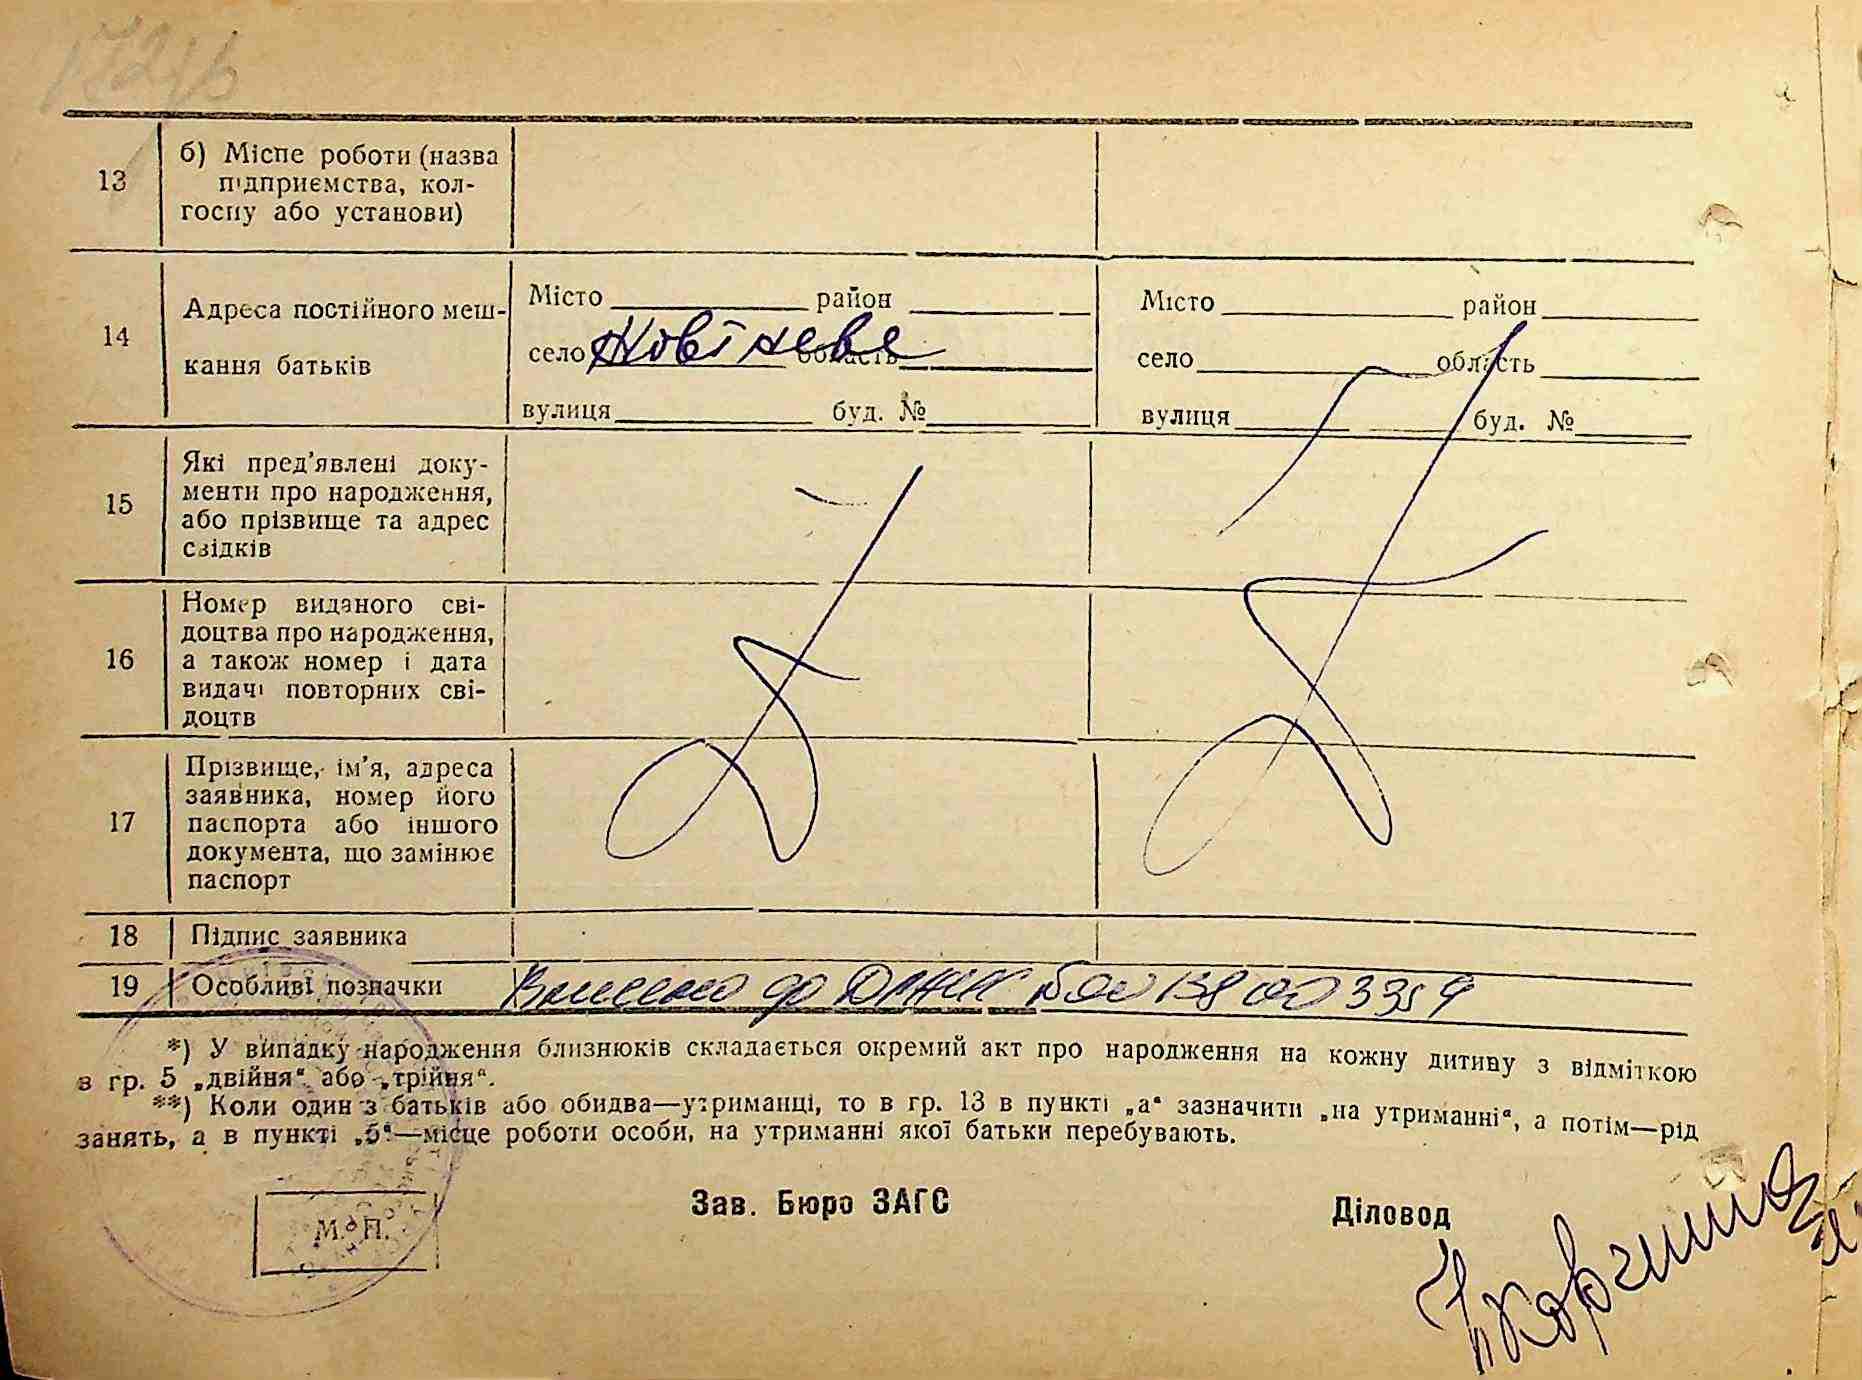 13
б) Місце роботи (назва
підприємства, кол-
госпу або установи)
14
Адреса постійного меш-
кання батьків
Місто район
село область
вулиця буд. №
Місто район
село область
вулиця буд. №
15
Які пред'явлені доку-
менти про народження,
або прізвище та адрес
свідків
16
Номер виданого сві-
доцтва про народження,
а також номер і дата
видачі повторних сві-
доцтв
17
Прізвище, ім'я, адреса
заявника, номер його
паспорта або іншого
документа, що замінює
паспорт
18 Підпис заявника
19 Особливі позначки Внесено до
*) У випадку народження близнюків складається окремий акт про народження на кожну дитину з відміткою
в гр. 5 „двійня“ або „трійня“.
**) Коли один з батьків або обидва—утриманці, то в гр. 13 в пункті „а“ зазначити „на утриманні“, а потім—рід
занять, а в пункті „б“—місце роботи особи, на утриманні якої батьки перебувають.
М. П.
Зав. Бюро ЗАГС
Діловод